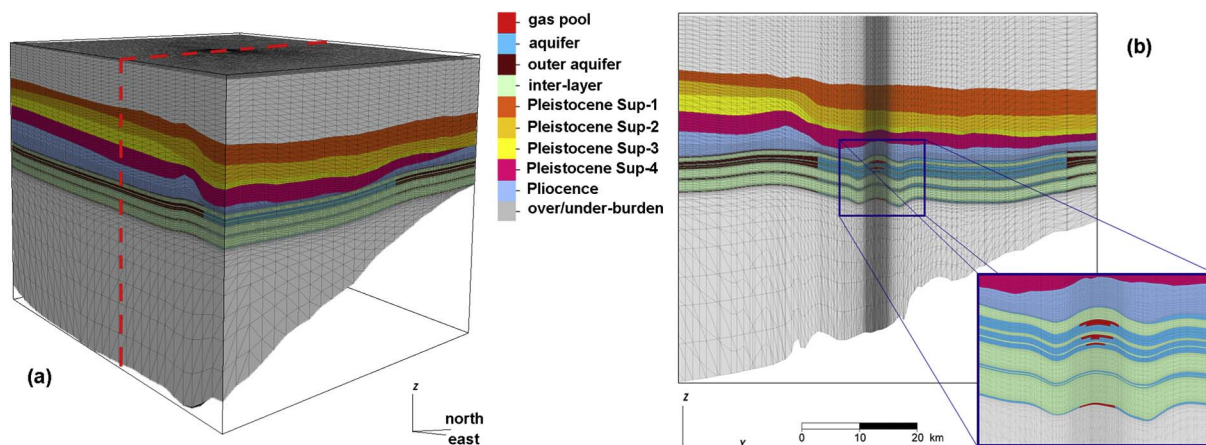 gas pool
aquifer
outer aquifer
inter-layer
Pleistocene Sup-1
Pleistocene Sup-2
Pleistocene Sup-3
Pleistocene Sup-4
Pliocence
over/under-burden
(a)
z
north
east
(b)
z
0 10 20 km